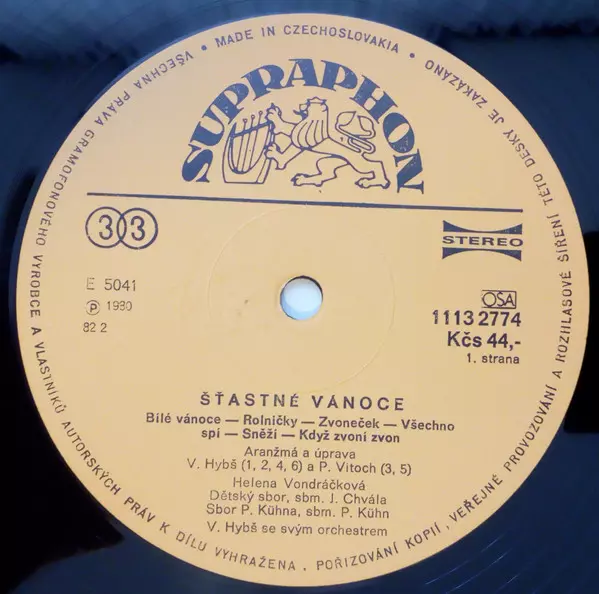 MADE IN CZECHOSLOVAKIA • VŠECHNA PRÁVA GRAMOFONOVÉHO VÝROBCE A VLASTNÍKŮ AUTORSKÝCH PRÁV K DÍLU VYHRAŽENA. POŘIZOVÁNÍ KOPIÍ, VEŘEJNÉ PROVOZOVÁNÍ A ROZHLASOVÉ ŠÍŘENÍ TÉTO DESKY JE ZAKÁZÁNO •
SUPRAPHON
33
STEREO
E 5041
℗ 1980
82 2
OSA
1113 2774
Kčs 44,-
1. strana
ŠŤASTNÉ VÁNOCE
Bílé vánoce — Rolničky — Zvoneček — Všechno
spí — Sněží — Když zvoní zvon
Aranžmá a úprava
V. Hybš (1, 2, 4, 6) a P. Vitoch (3, 5)
Helena Vondráčková
Dětský sbor, sbm. J. Chvála
Sbor P. Kühna, sbm. P. Kühn
V. Hybš se svým orchestrem